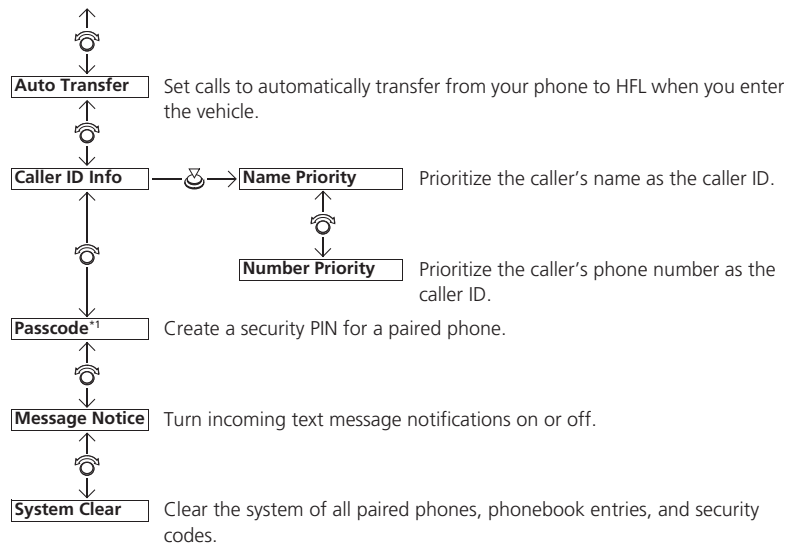 Auto Transfer Set calls to automatically transfer from your phone to HFL when you enter
the vehicle.
Caller ID Info Name Priority Prioritize the caller's name as the caller ID.
Number Priority Prioritize the caller's phone number as the
caller ID.
Passcode*1 Create a security PIN for a paired phone.
Message Notice Turn incoming text message notifications on or off.
System Clear Clear the system of all paired phones, phonebook entries, and security
codes.